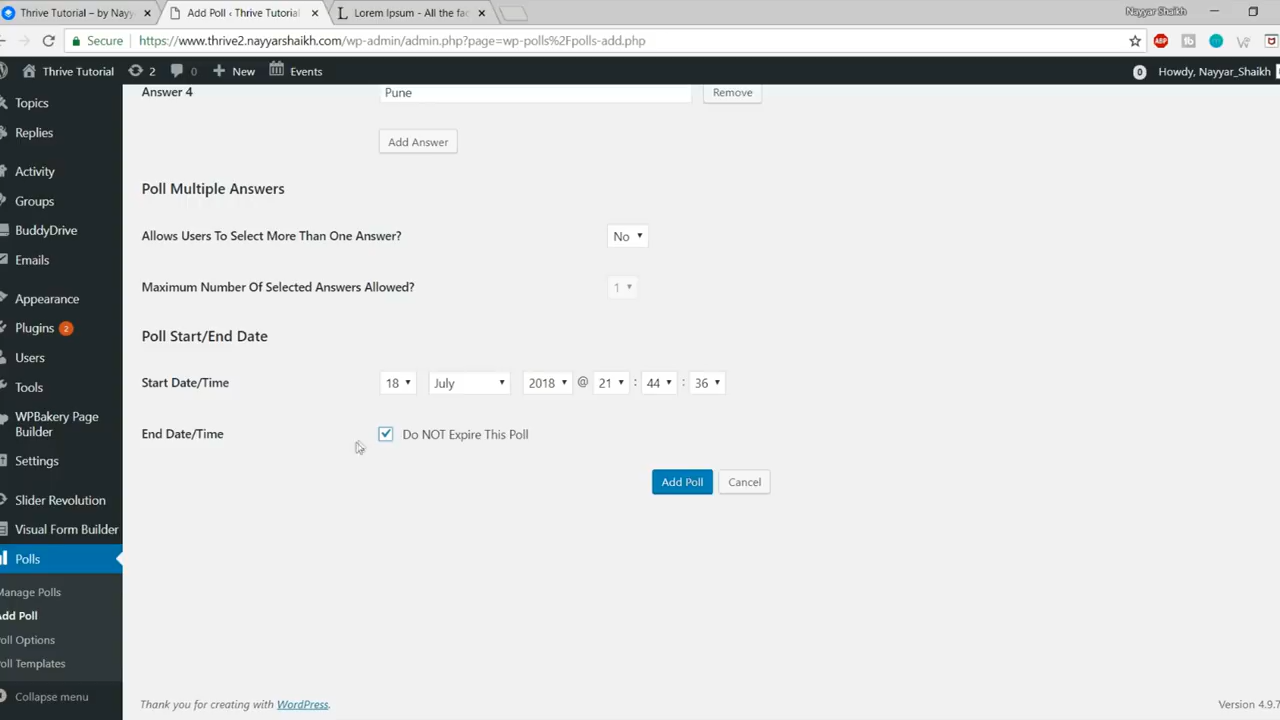 Thrive Tutorial – by Nayy
Add Poll ‹ Thrive Tutorial
Lorem Ipsum - All the fac
Nayyar Shaikh
Secure
https://www.thrive2.nayyarshaikh.com/wp-admin/admin.php?page=wp-polls%2Fpolls-add.php
ABP
Thrive Tutorial
2
0
New
Events
0
Howdy, Nayyar_Shaikh
Topics
Replies
Activity
Groups
BuddyDrive
Emails
Appearance
Plugins 2
Users
Tools
WPBakery Page
Builder
Settings
Slider Revolution
Visual Form Builder
Polls
Manage Polls
Add Poll
Poll Options
Poll Templates
Collapse menu
Answer 4
Pune
Remove
Add Answer
Poll Multiple Answers
Allows Users To Select More Than One Answer?
No
Maximum Number Of Selected Answers Allowed?
1
Poll Start/End Date
Start Date/Time
18 July 2018 @ 21 : 44 : 36
End Date/Time
Do NOT Expire This Poll
Add Poll
Cancel
Thank you for creating with WordPress.
Version 4.9.7